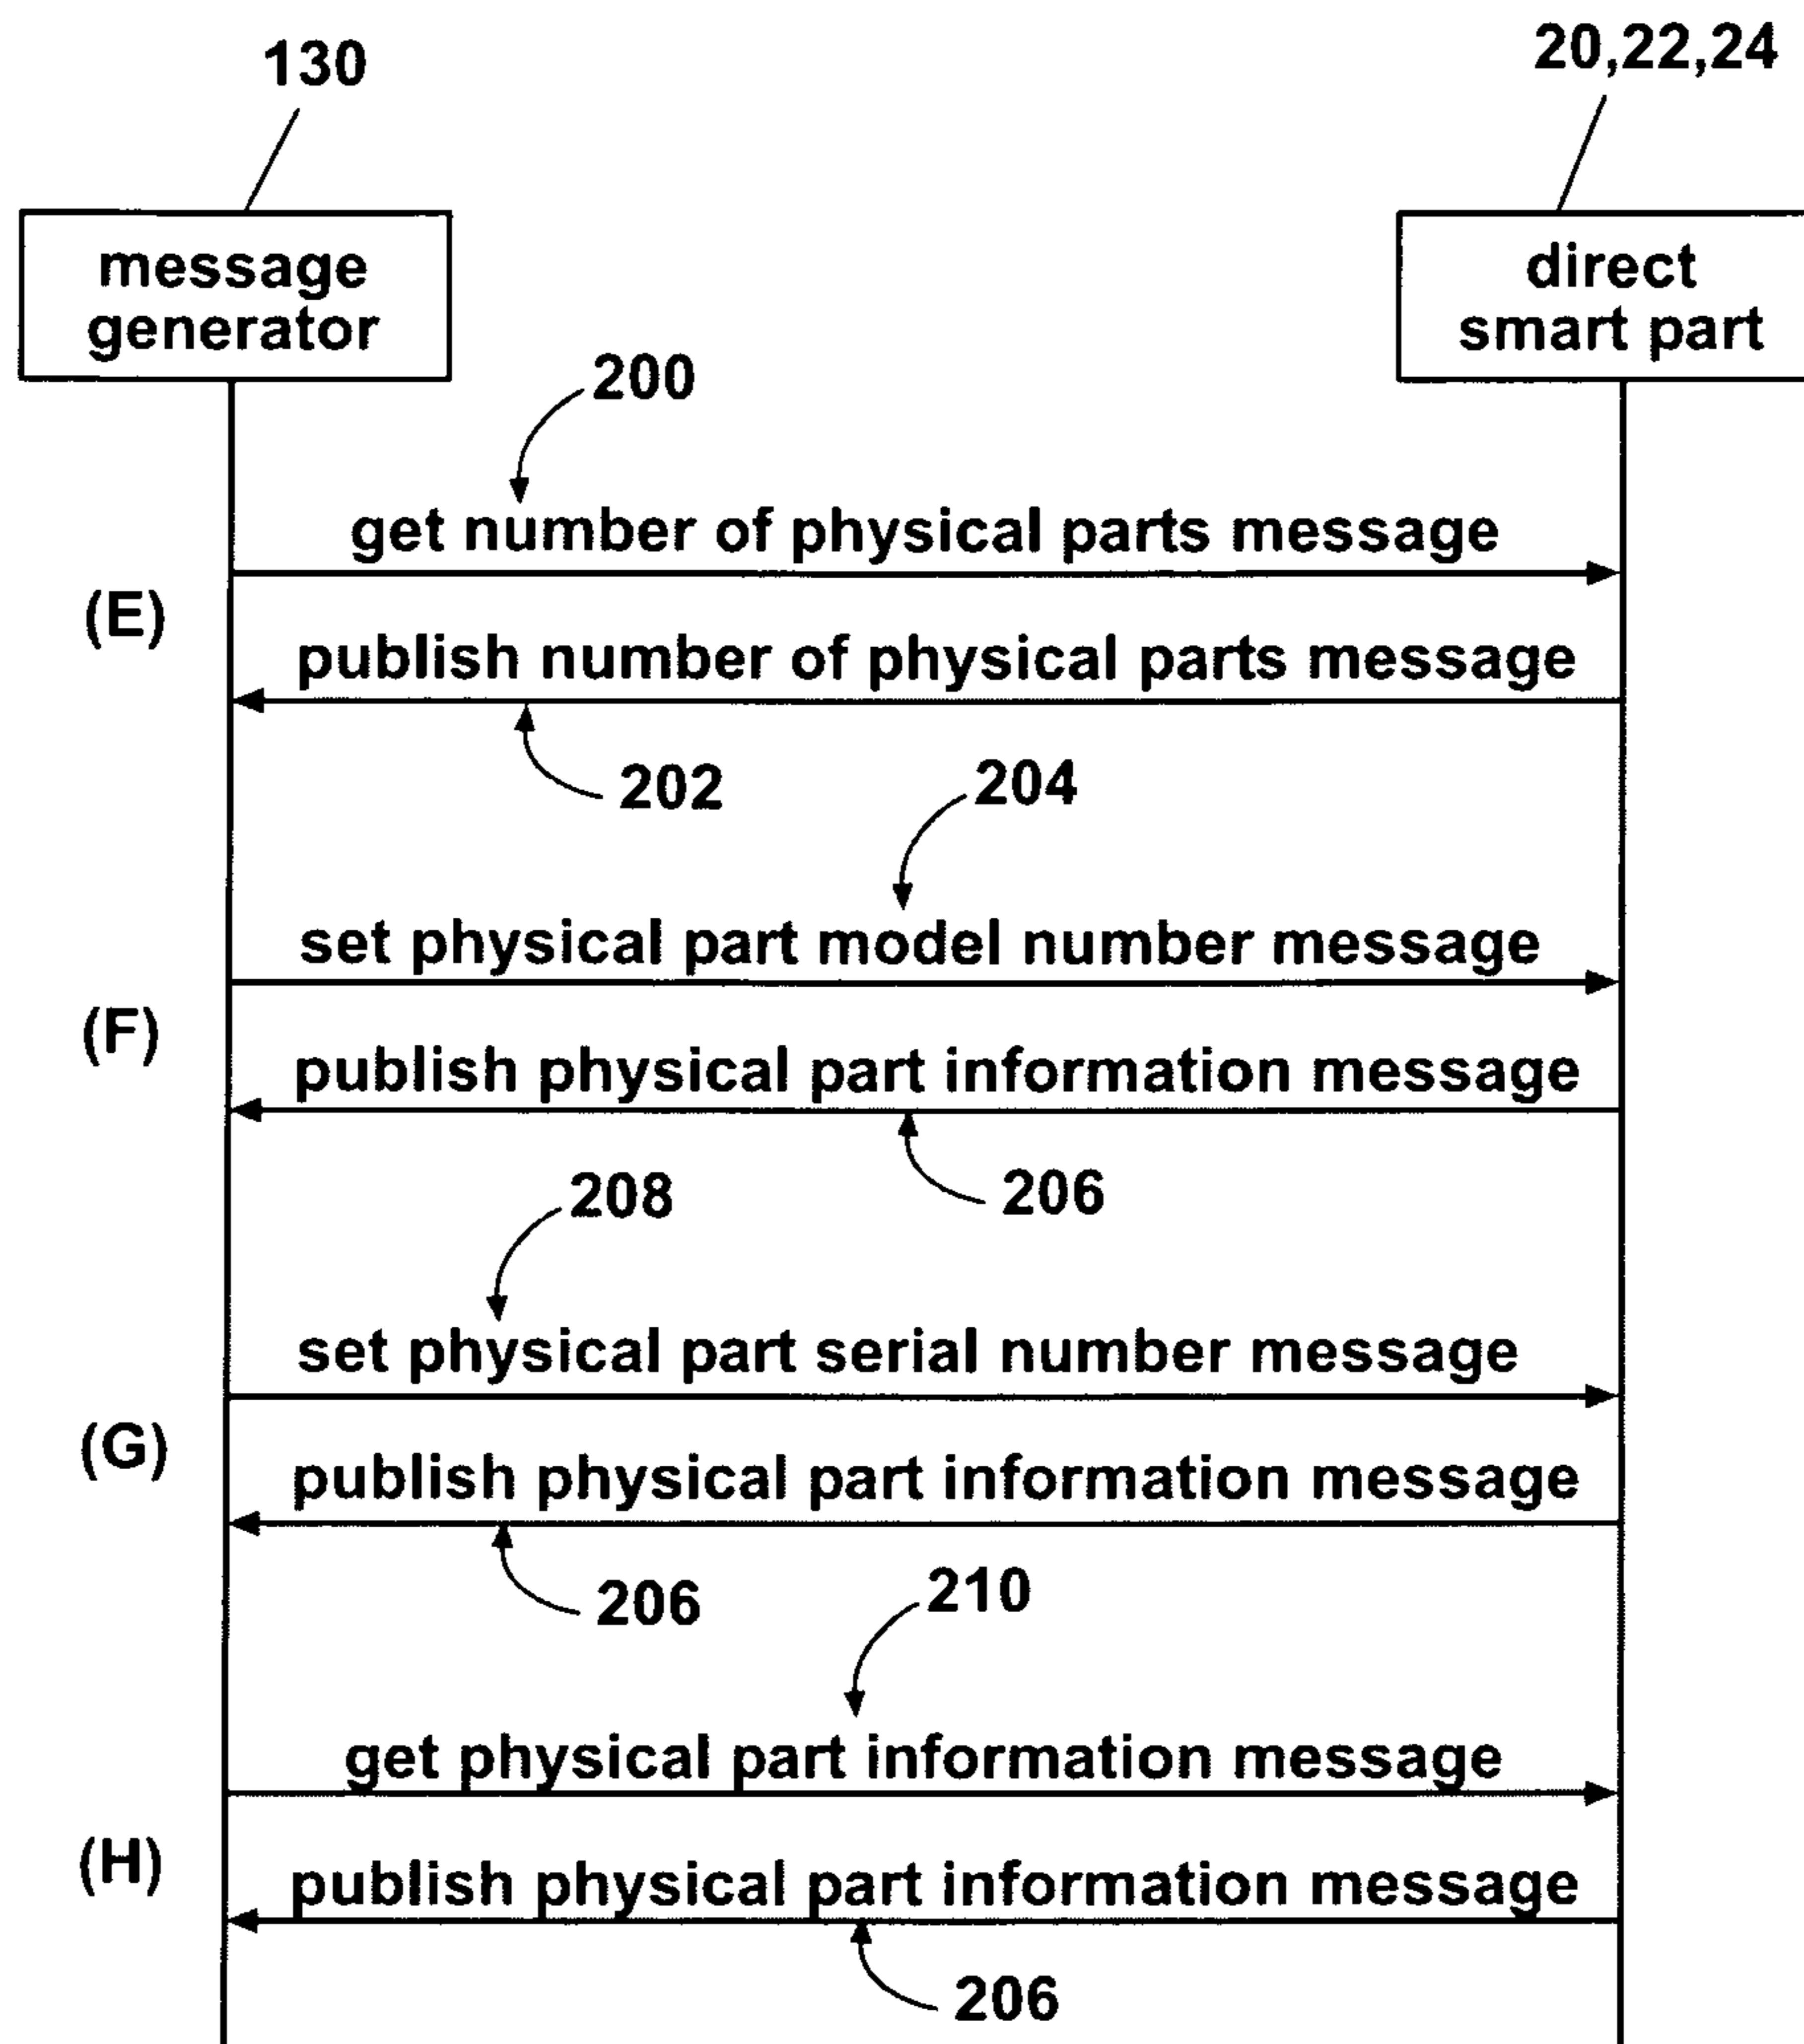 130
20,22,24
message
generator
direct
smart part
200
get number of physical parts message
(E)
publish number of physical parts message
202
204
set physical part model number message
(F)
publish physical part information message
206
208
set physical part serial number message
(G)
publish physical part information message
206
210
get physical part information message
(H)
publish physical part information message
206